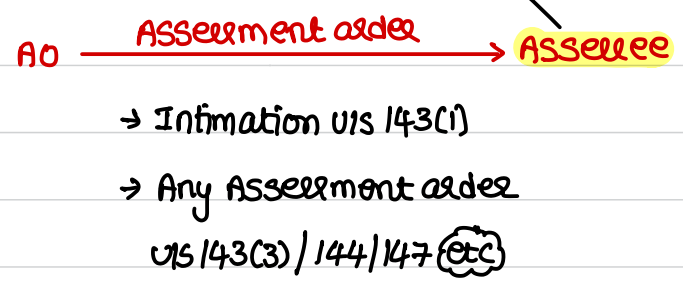 Assessment order
AO → Assessee
→ Intimation u/s 143(1)
→ Any Assessment order
u/s 143(3)/144/147 etc